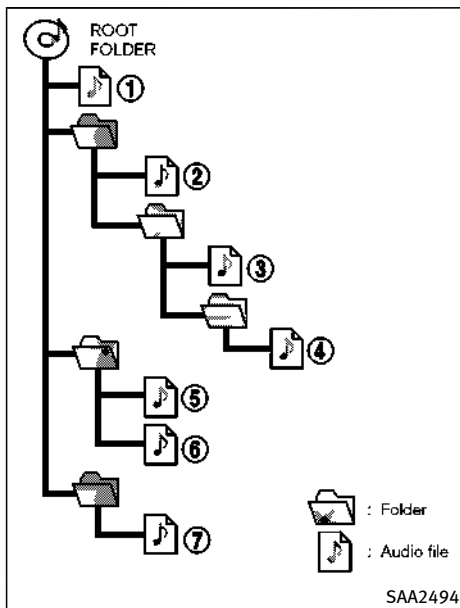 ROOT
FOLDER
①
②
③
④
⑤
⑥
⑦
: Folder
: Audio file
SAA2494